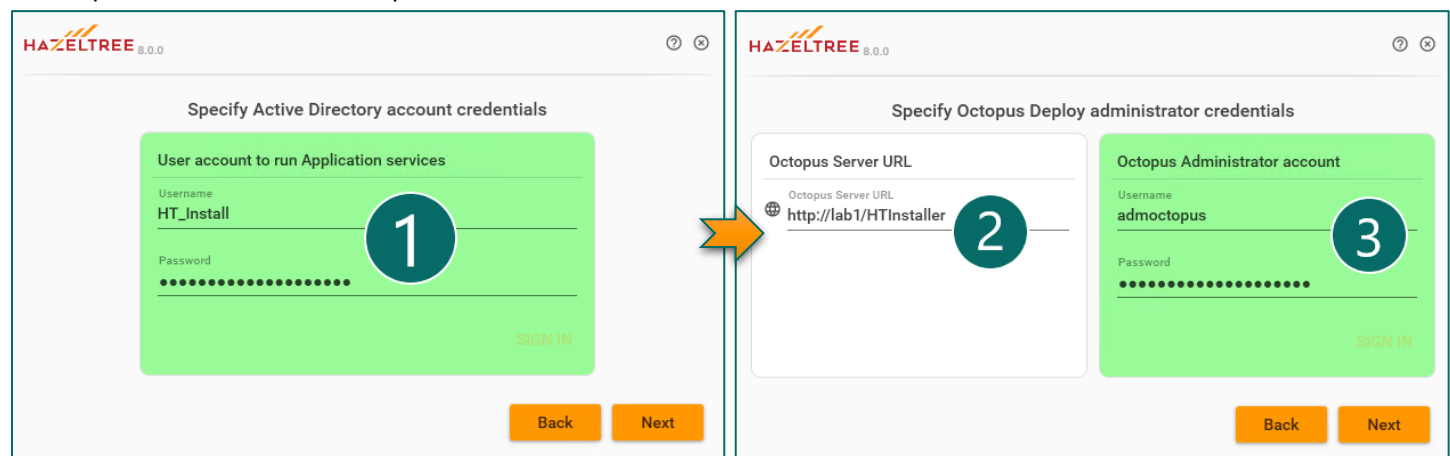 HAZELTREE 8.0.0
Specify Active Directory account credentials
User account to run Application services
Username
HT_Install
1
Password
••••••••••••••••••••
SIGN IN
Back Next
HAZELTREE 8.0.0
Specify Octopus Deploy administrator credentials
Octopus Server URL
Octopus Server URL
http://lab1/HTInstaller
2
Octopus Administrator account
Username
admoctopus
3
Password
••••••••••••••••••••
SIGN IN
Back Next